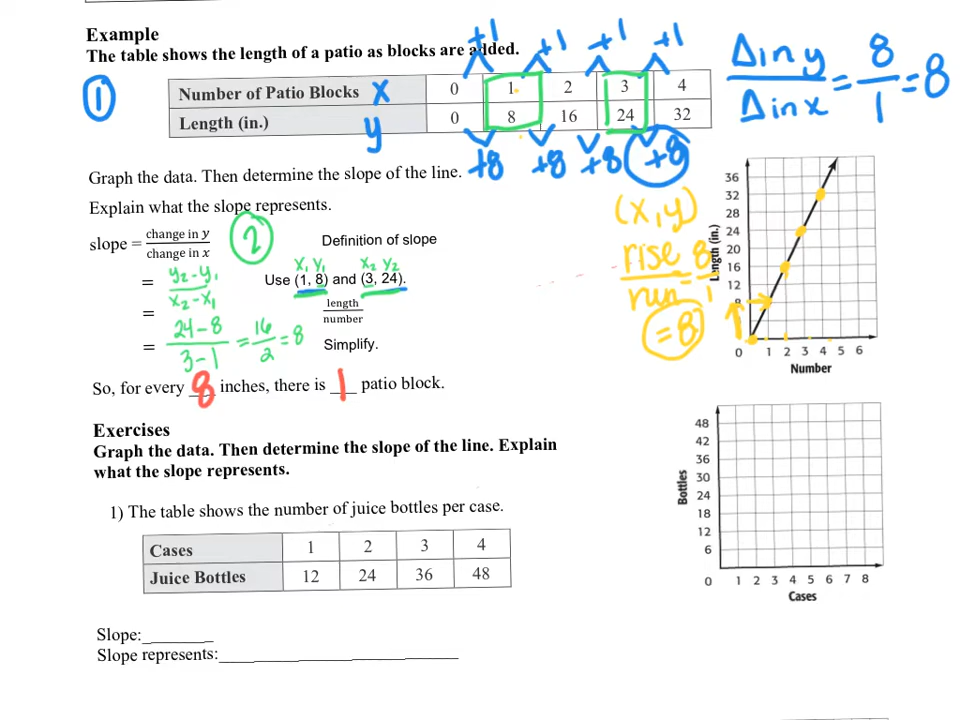 Example
The table shows the length of a patio as blocks are added.
+1 +1 +1 +1
①
Number of Patio Blocks x 0 1 2 3 4
Length (in.) y 0 8 16 24 32
+8 +8 +8 +8
Δ in y / Δ in x = 8/1 = 8
Graph the data. Then determine the slope of the line.
Explain what the slope represents.
slope = change in y / change in x ② Definition of slope
= y₂ - y₁ / x₂ - x₁ Use (1, 8) and (3, 24).
x₁ y₁ x₂ y₂
= length / number
= 24 - 8 / 3 - 1 = 16/2 = 8 Simplify.
So, for every 8 inches, there is 1 patio block.
(x, y)
rise / run = 8/1
= 8
Length (in.)
36
32
28
24
20
16
12
8
0 1 2 3 4 5 6
Number
Exercises
Graph the data. Then determine the slope of the line. Explain
what the slope represents.
1) The table shows the number of juice bottles per case.
Cases 1 2 3 4
Juice Bottles 12 24 36 48
Slope:________
Slope represents:________________________
Bottles
48
42
36
30
24
18
12
6
0 1 2 3 4 5 6 7 8
Cases